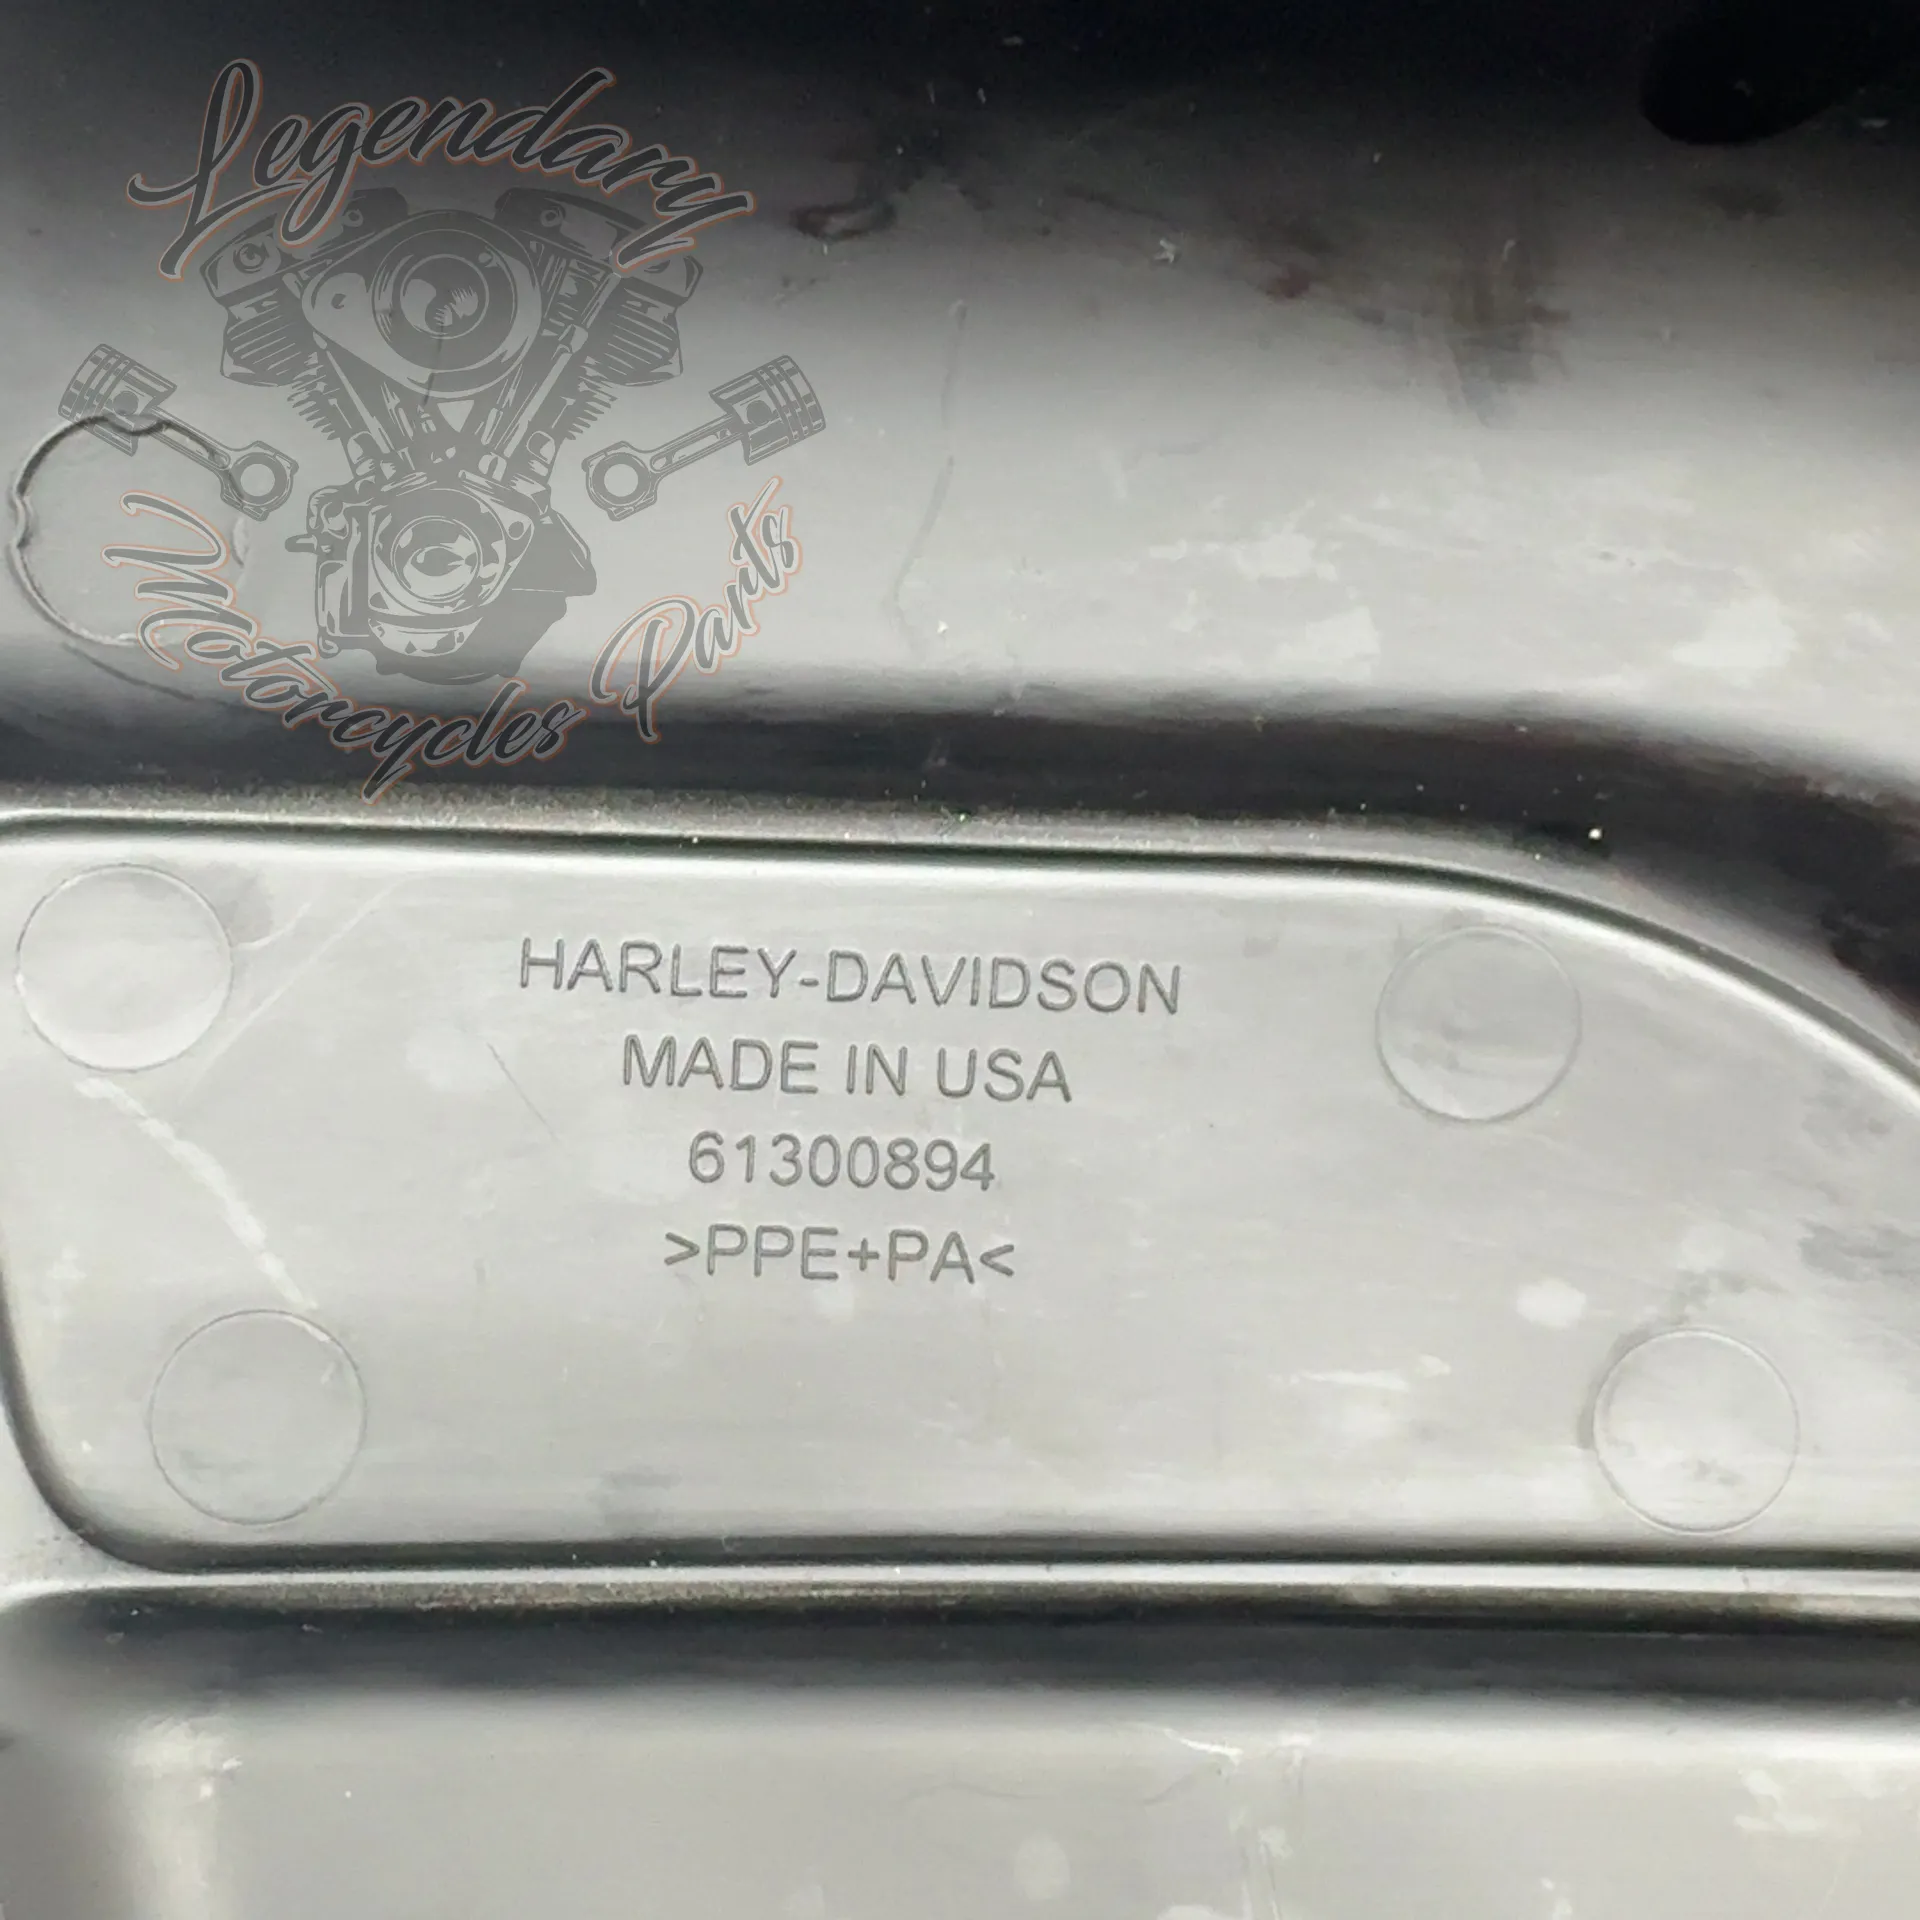 Legendary
Motorcycles Parts
HARLEY-DAVIDSON
MADE IN USA
61300894
>PPE+PA<